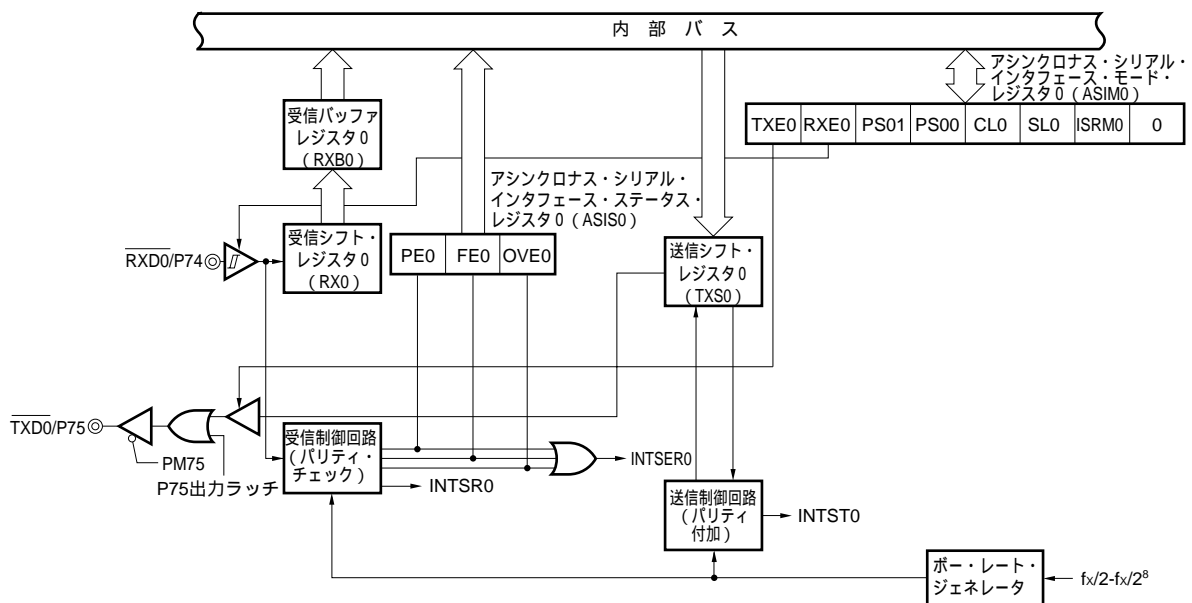 内 部 バ ス
アシンクロナス・シリアル・
インタフェース・モード・
レジスタ0(ASIM0)
TXE0 RXE0 PS01 PS00 CL0 SL0 ISRM0 0
受信バッファ
レジスタ0
(RXB0)
アシンクロナス・シリアル・
インタフェース・ステータス・
レジスタ0(ASIS0)
RXD0/P74
受信シフト・
レジスタ0
(RX0)
PE0 FE0 OVE0
送信シフト・
レジスタ0
(TXS0)
TXD0/P75
PM75
P75出力ラッチ
受信制御回路
(パリティ・
チェック)
INTSER0
INTSR0
送信制御回路
(パリティ
付加)
INTST0
ボー・レート・
ジェネレータ
fx/2-fx/2⁸